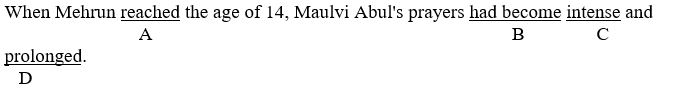 When Mehrun reached the age of 14, Maulvi Abul's prayers had become intense and
A B C
prolonged.
D